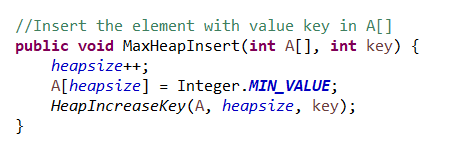 //Insert the element with value key in A[]
public void MaxHeapInsert(int A[], int key) {
    heapsize++;
    A[heapsize] = Integer.MIN_VALUE;
    HeapIncreaseKey(A, heapsize, key);
}